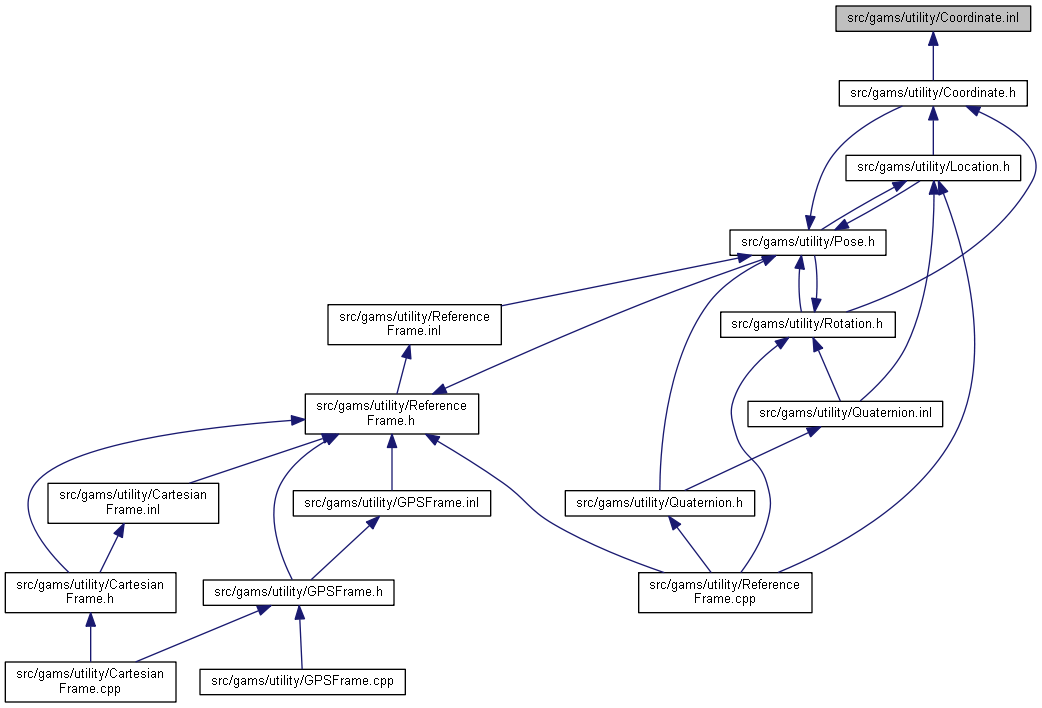 src/gams/utility/Coordinate.inl
src/gams/utility/Coordinate.h
src/gams/utility/Location.h
src/gams/utility/Pose.h
src/gams/utility/Reference
Frame.inl
src/gams/utility/Rotation.h
src/gams/utility/Reference
Frame.h
src/gams/utility/Quaternion.inl
src/gams/utility/Cartesian
Frame.inl
src/gams/utility/GPSFrame.inl
src/gams/utility/Quaternion.h
src/gams/utility/Cartesian
Frame.h
src/gams/utility/GPSFrame.h
src/gams/utility/Reference
Frame.cpp
src/gams/utility/Cartesian
Frame.cpp
src/gams/utility/GPSFrame.cpp